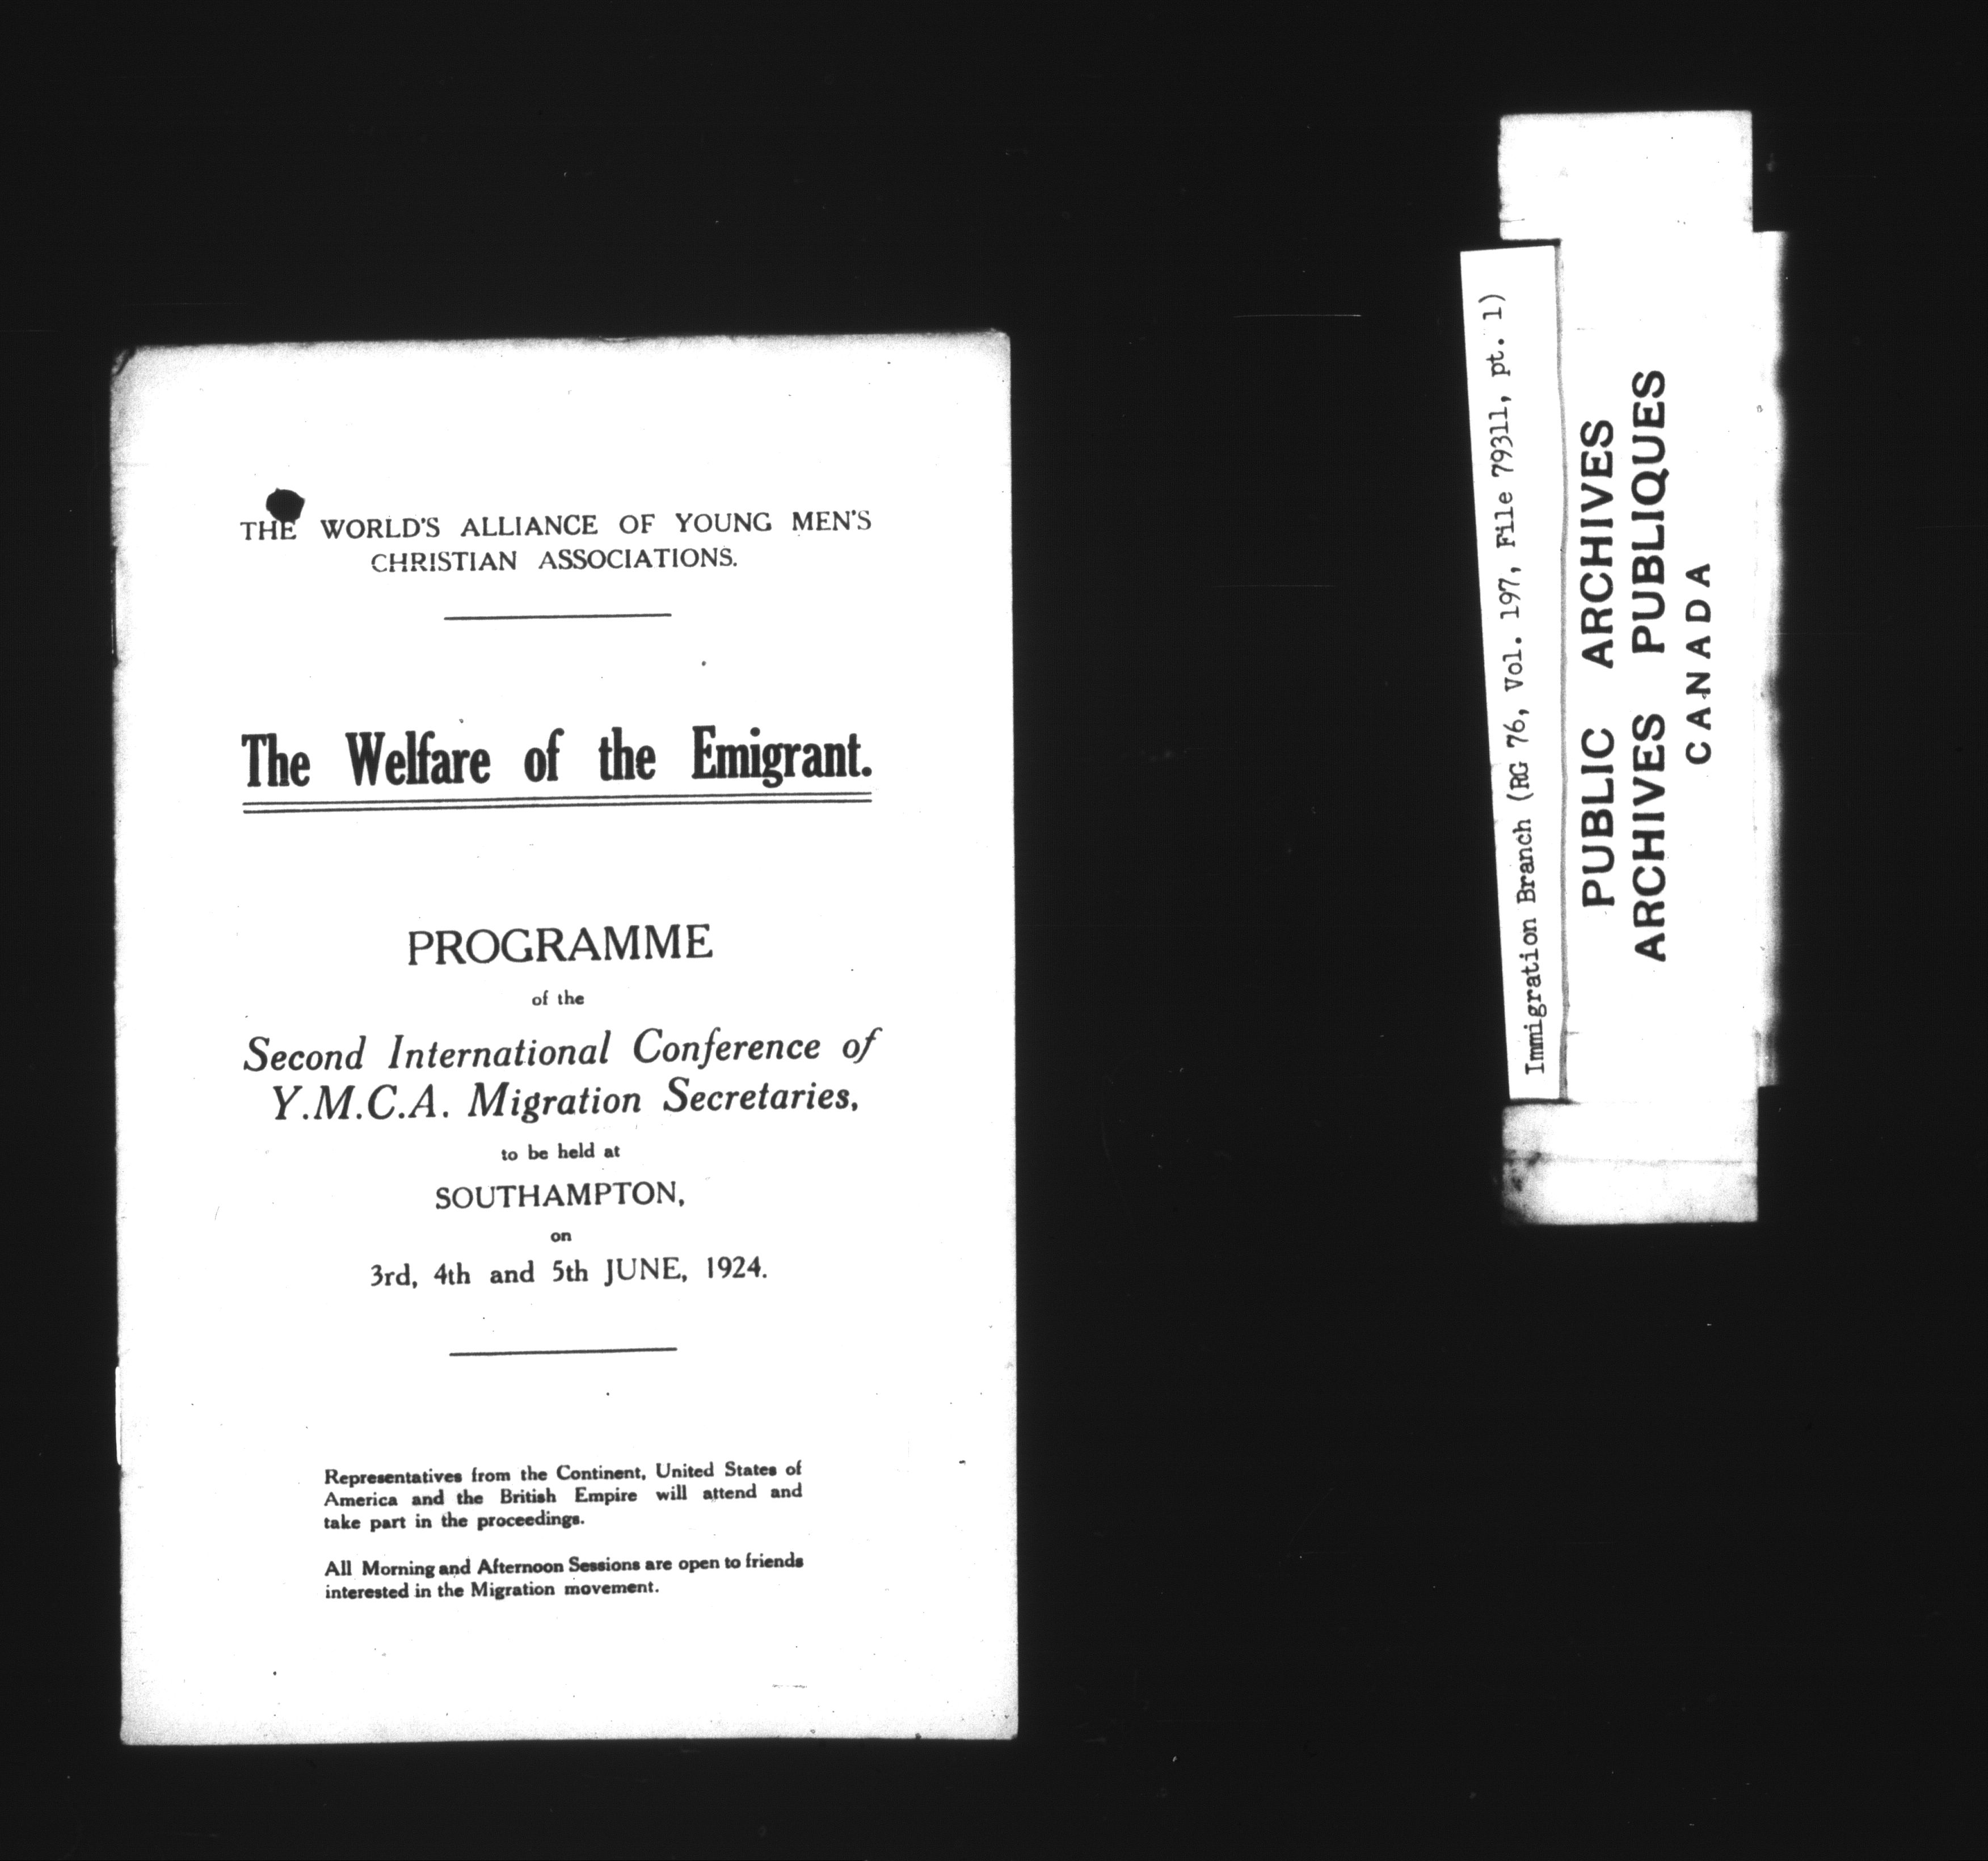 THE WORLD'S ALLIANCE OF YOUNG MEN'S
CHRISTIAN ASSOCIATIONS.
The Welfare of the Emigrant.
PROGRAMME
of the
Second International Conference of
Y.M.C.A. Migration Secretaries,
to be held at
SOUTHAMPTON,
on
3rd, 4th and 5th JUNE, 1924.
Representatives from the Continent, United States of
America and the British Empire will attend and
take part in the proceedings.
All Morning and Afternoon Sessions are open to friends
interested in the Migration movement.
Immigration Branch (RG 76, Vol. 197, File 79311, pt. 1)
PUBLIC ARCHIVES
ARCHIVES PUBLIQUES
CANADA